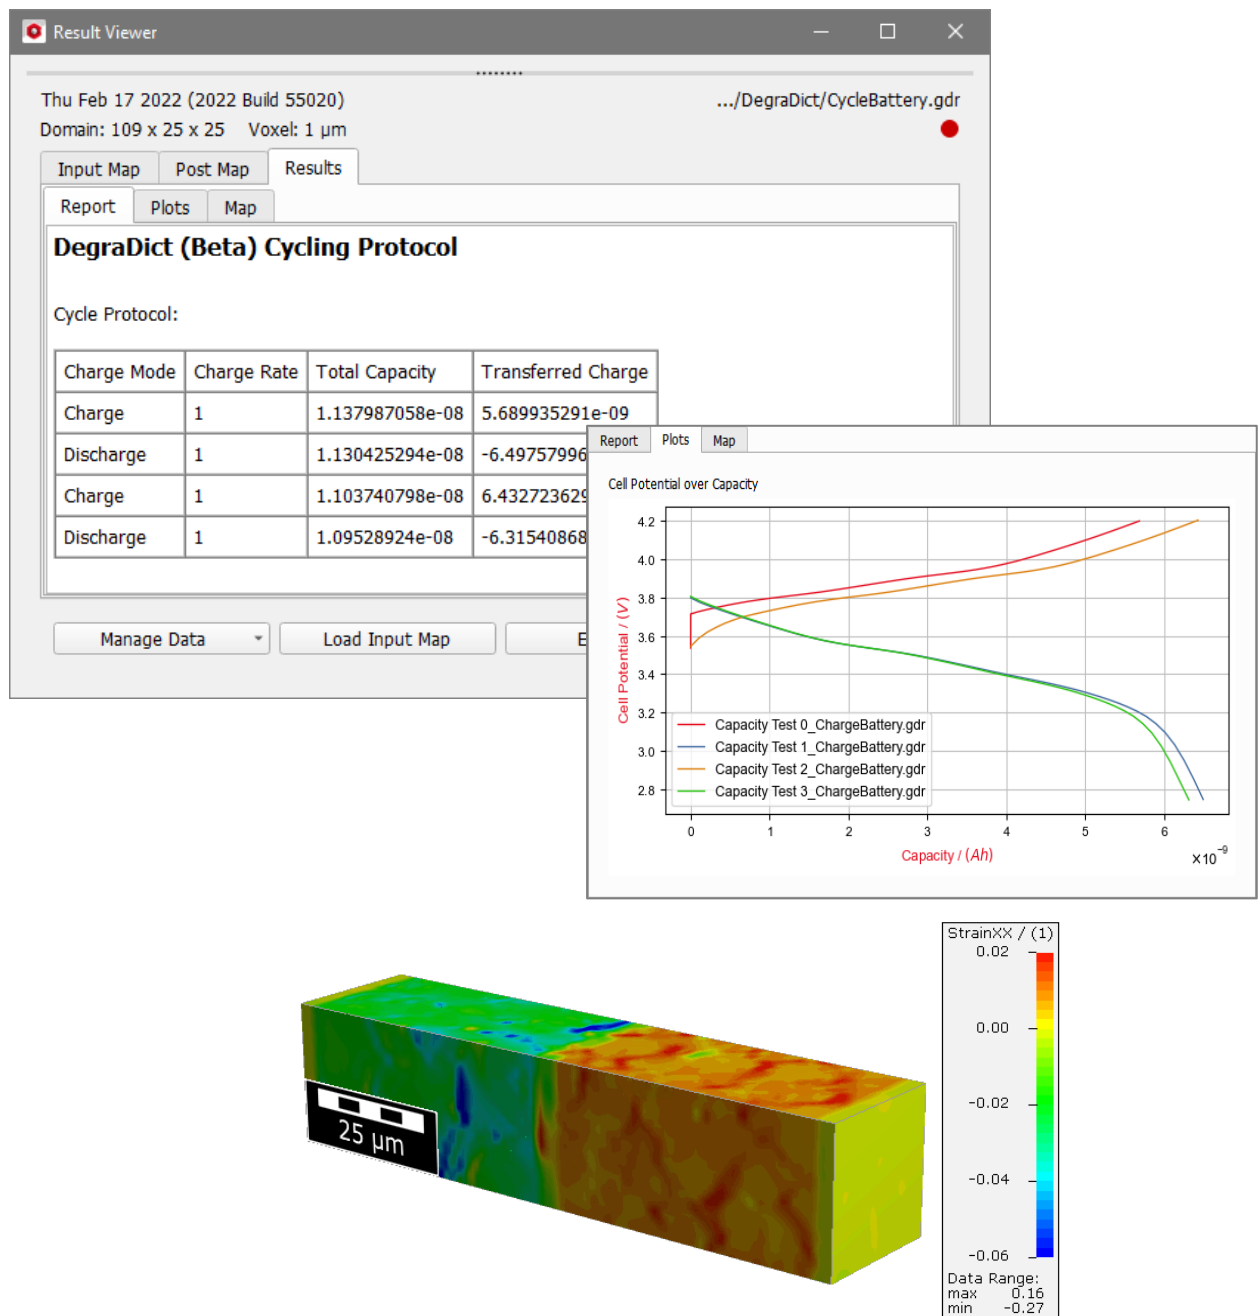 Result Viewer
Thu Feb 17 2022 (2022 Build 55020) .../DegraDict/CycleBattery.gdr
Domain: 109 x 25 x 25 Voxel: 1 µm
Input Map Post Map Results
Report Plots Map
DegraDict (Beta) Cycling Protocol
Cycle Protocol:
Charge Mode Charge Rate Total Capacity Transferred Charge
Charge 1 1.137987058e-08 5.689935291e-09
Discharge 1 1.130425294e-08 -6.49757996
Charge 1 1.103740798e-08 6.432723629
Discharge 1 1.09528924e-08 -6.31540868
Manage Data Load Input Map E
Report Plots Map
Cell Potential over Capacity
4.2
4.0
3.8
3.6
3.4
3.2
3.0
2.8
Cell Potential / (V)
Capacity Test 0_ChargeBattery.gdr
Capacity Test 1_ChargeBattery.gdr
Capacity Test 2_ChargeBattery.gdr
Capacity Test 3_ChargeBattery.gdr
0 1 2 3 4 5 6
Capacity / (Ah)
×10⁻⁹
StrainXX / (1)
0.02
0.00
-0.02
-0.04
-0.06
Data Range:
max 0.16
min -0.27
25 µm